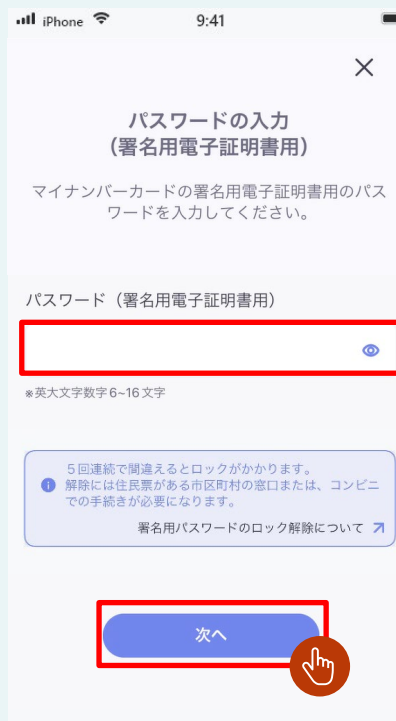 iPhone 9:41
パスワードの入力
（署名用電子証明書用）
マイナンバーカードの署名用電子証明書用のパス
ワードを入力してください。
パスワード（署名用電子証明書用）
※英大文字数字6~16文字
５回連続で間違えるとロックがかかります。
解除には住民票がある市区町村の窓口または、コンビニ
での手続きが必要になります。
署名用パスワードのロック解除について
次へ